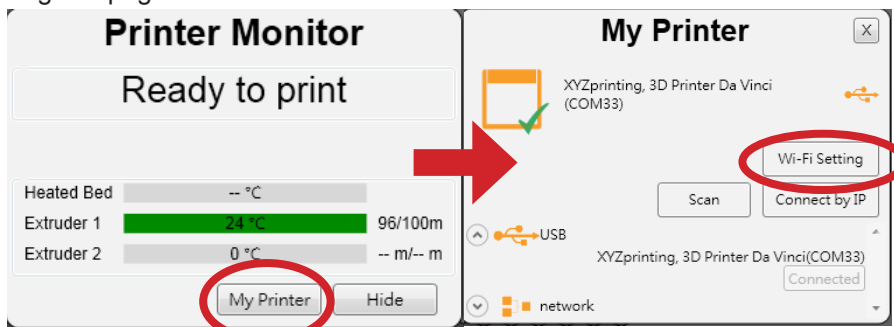 Printer Monitor
Ready to print
Heated Bed -- °C
Extruder 1 24 °C 96/100m
Extruder 2 0 °C -- m/-- m
My Printer Hide
My Printer X
XYZprinting, 3D Printer Da Vinci
(COM33)
Wi-Fi Setting
Scan Connect by IP
USB
XYZprinting, 3D Printer Da Vinci(COM33)
Connected
network